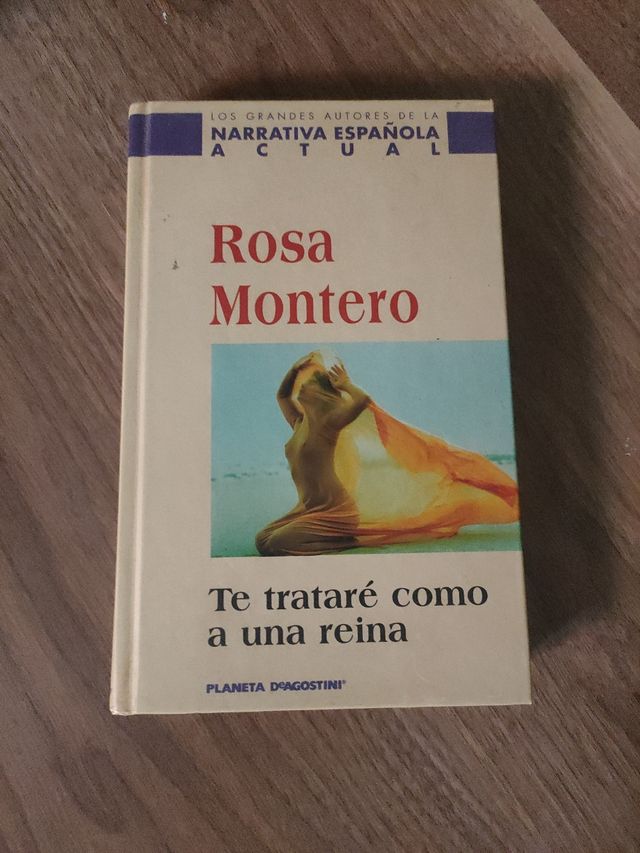 LOS GRANDES AUTORES DE LA
NARRATIVA ESPAÑOLA
ACTUAL
Rosa
Montero
Te trataré como
a una reina
PLANETA DeAGOSTINI®